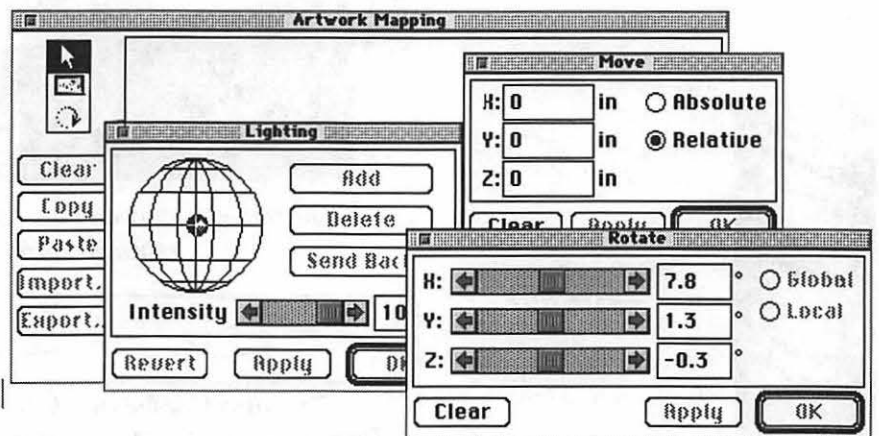 Artwork Mapping
Clear
Copy
Paste
Import.
Export..
Lighting
Add
Delete
Send Bac
Intensity 10
Revert Apply
Move
X: 0 in Absolute
Y: 0 in Relative
Z: 0 in
Clear Apply OK
Rotate
X: 7.8 ° Global
Y: 1.3 ° Local
Z: -0.3 °
Clear Apply OK